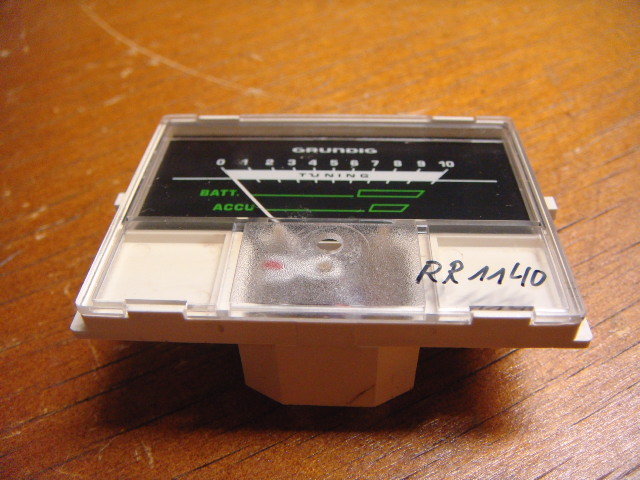 GRUNDIG
0 1 2 3 4 5 6 7 8 9 10
TUNING
BATT.
ACCU
RR 1140